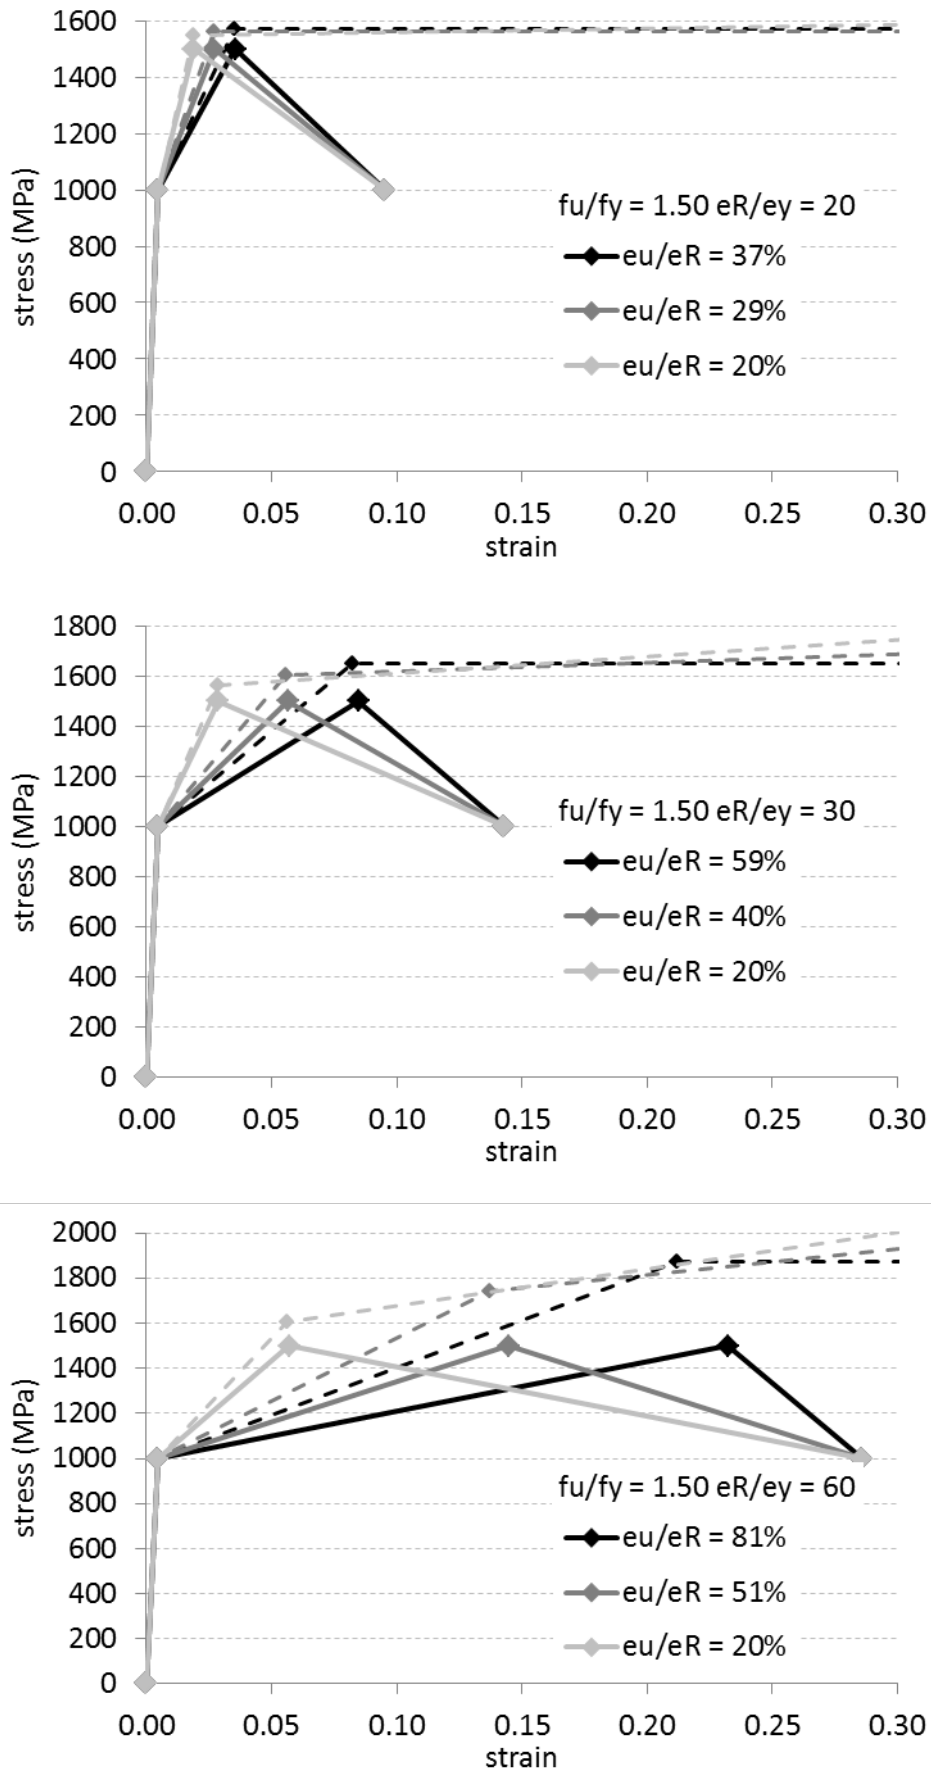 1600
1400
1200
1000
800
600
400
200
0
stress (MPa)
fu/fy = 1.50 eR/ey = 20
eu/eR = 37%
eu/eR = 29%
eu/eR = 20%
0.00 0.05 0.10 0.15 0.20 0.25 0.30
strain
1800
1600
1400
1200
1000
800
600
400
200
0
stress (MPa)
fu/fy = 1.50 eR/ey = 30
eu/eR = 59%
eu/eR = 40%
eu/eR = 20%
0.00 0.05 0.10 0.15 0.20 0.25 0.30
strain
2000
1800
1600
1400
1200
1000
800
600
400
200
0
stress (MPa)
fu/fy = 1.50 eR/ey = 60
eu/eR = 81%
eu/eR = 51%
eu/eR = 20%
0.00 0.05 0.10 0.15 0.20 0.25 0.30
strain